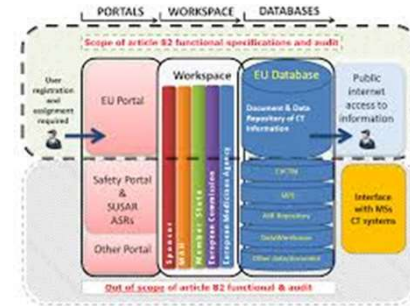 PORTALS
WORKSPACE
DATABASES
Scope of article 82 functional specifications and audit
User
registration
and
assignment
required
EU Portal
Safety Portal
&
SUSAR
ASRs
Other Portal
Workspace
Sponsor
MAH
Member State
European Commission
European Medicines Agency
EU Database
Document & Data
Repository of CT
Information
ASR Repository
DataWarehouse
Public
internet
access to
information
Interface
with MSs
CT systems
Out of scope of article 82 functional & audit